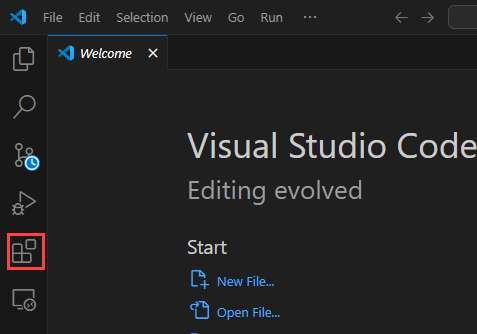 File Edit Selection View Go Run ···
Welcome
Visual Studio Code
Editing evolved
Start
New File...
Open File...